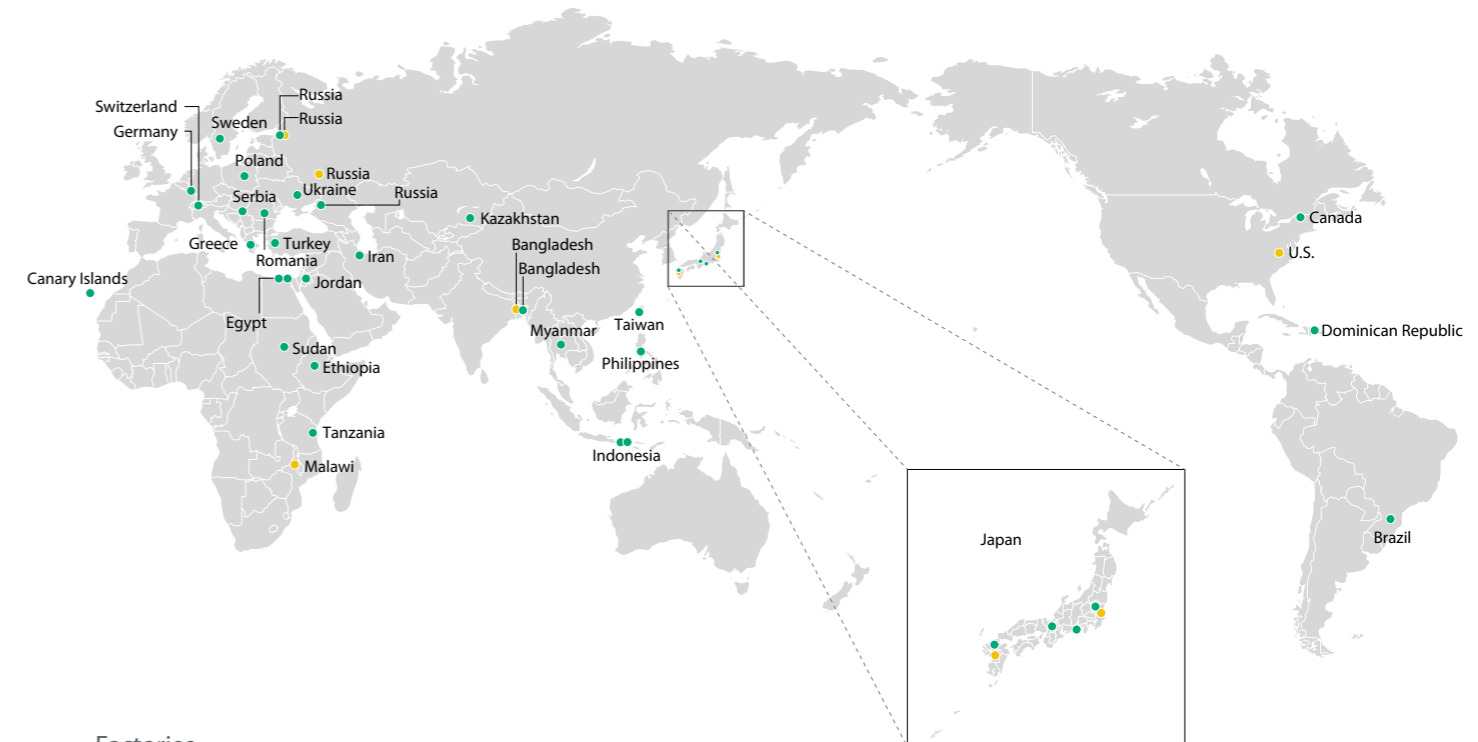 Russia
Switzerland
Russia
Sweden
Germany
Poland
Russia
Ukraine
Russia
Serbia
Kazakhstan
Canada
Greece
Turkey
Bangladesh
U.S.
Romania
Iran
Bangladesh
Canary Islands
Jordan
Egypt
Taiwan
Myanmar
Dominican Republic
Sudan
Philippines
Ethiopia
Tanzania
Indonesia
Malawi
Japan
Brazil
Factories